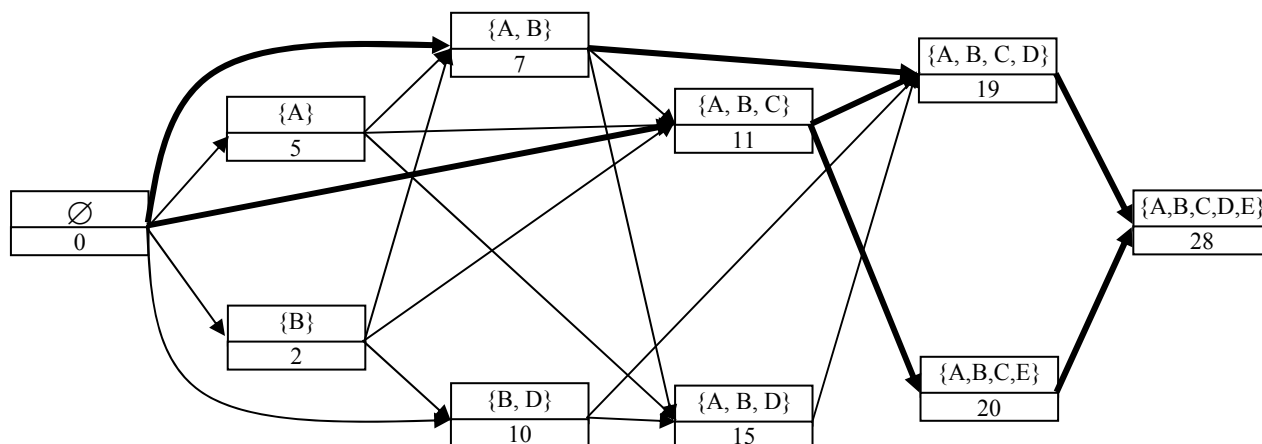 {A, B}
7
{A, B, C, D}
19
{A}
5
{A, B, C}
11
∅
0
{A,B,C,D,E}
28
{B}
2
{A,B,C,E}
20
{B, D}
10
{A, B, D}
15